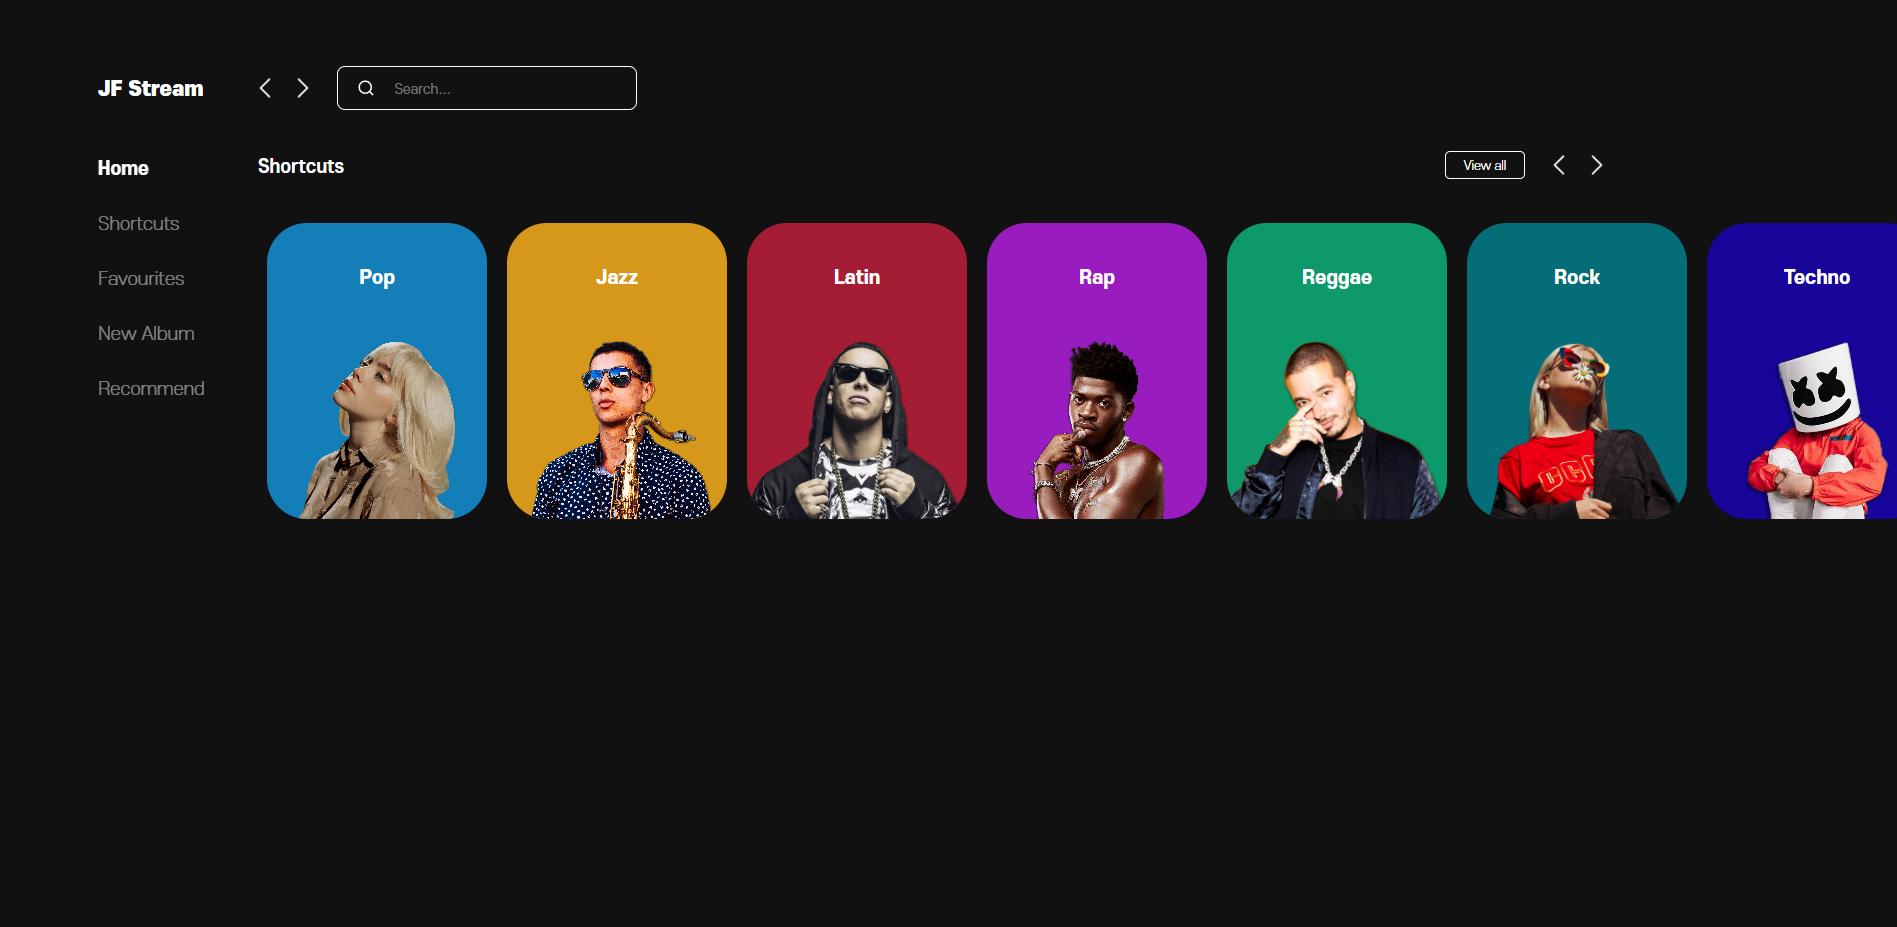 JF Stream
Search...
Home
Shortcuts
Favourites
New Album
Recommend
Shortcuts
View all
Pop
Jazz
Latin
Rap
Reggae
Rock
Techno